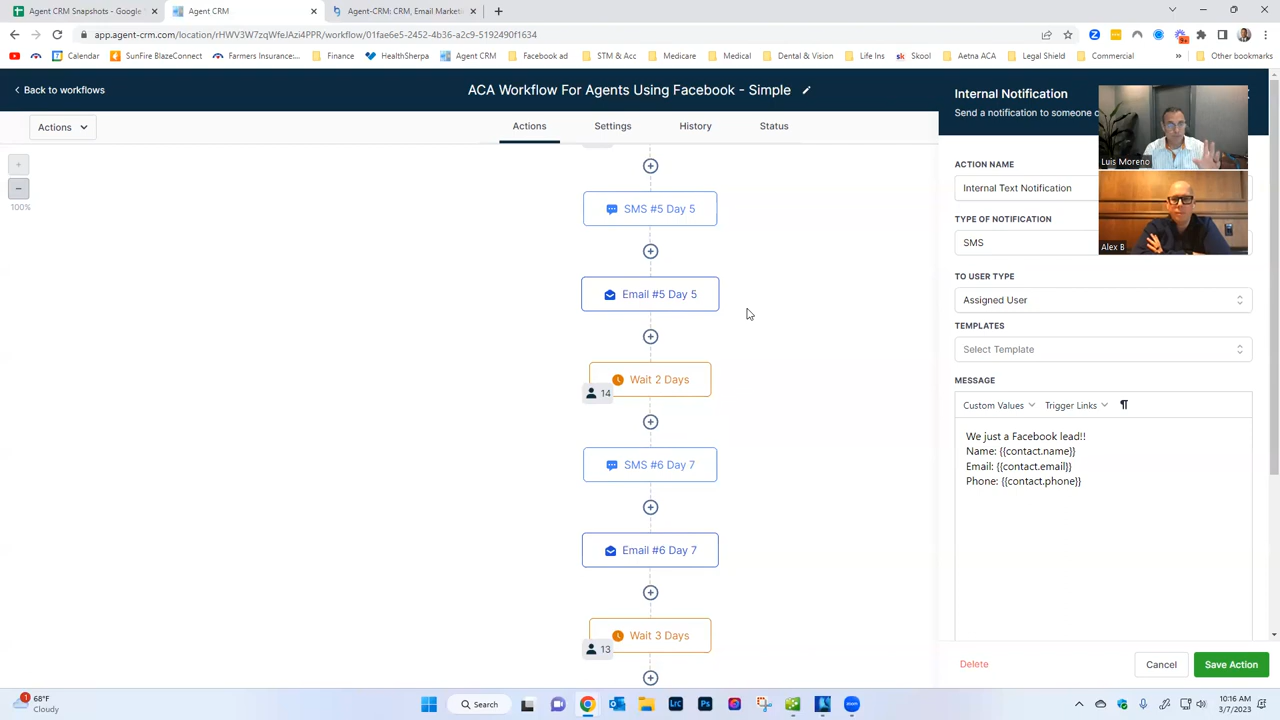 Agent CRM Snapshots - Google
Agent CRM
Agent-CRM: CRM, Email Marketi
app.agent-crm.com/location/rHWV3W7zqWfeJAzi4PPR/workflow/01fae6e5-2452-4b36-a2c9-5192490f1634
Calendar
SunFire BlazeConnect
Farmers Insurance:...
Finance
HealthSherpa
Agent CRM
Facebook ad
STM & Acc
Medicare
Medical
Dental & Vision
Life Ins
sk Skool
Aetna ACA
Legal Shield
Commercial
»
Other bookmarks
Back to workflows
ACA Workflow For Agents Using Facebook - Simple
Actions
Actions
Settings
History
Status
100%
SMS #5 Day 5
Email #5 Day 5
Wait 2 Days
14
SMS #6 Day 7
Email #6 Day 7
Wait 3 Days
13
Internal Notification
Send a notification to someone
Luis Moreno
Alex B
ACTION NAME
Internal Text Notification
TYPE OF NOTIFICATION
SMS
TO USER TYPE
Assigned User
TEMPLATES
Select Template
MESSAGE
Custom Values
Trigger Links
¶
We just a Facebook lead!!
Name: {{contact.name}}
Email: {{contact.email}}
Phone: {{contact.phone}}
Delete
Cancel
Save Action
1
68°F
Cloudy
Search
LrC
Ps
zoom
10:16 AM
3/7/2023